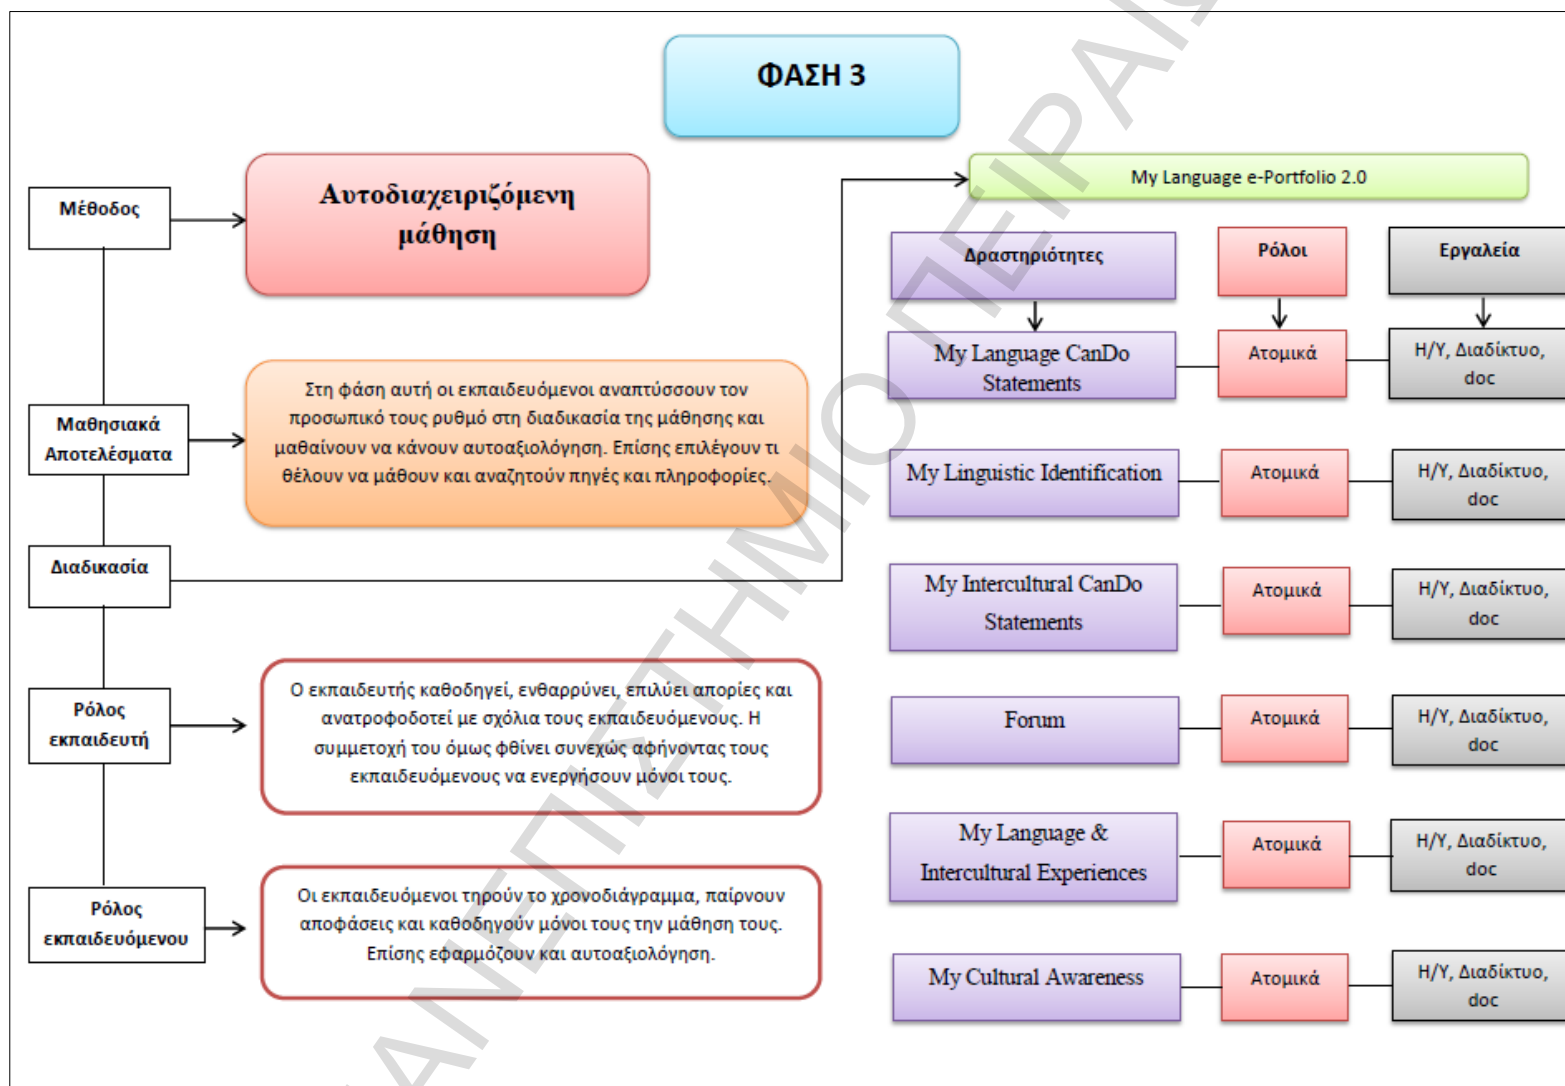 ΦΑΣΗ 3
Μέθοδος
Αυτοδιαχειριζόμενη
μάθηση
Μαθησιακά
Αποτελέσματα
Στη φάση αυτή οι εκπαιδευόμενοι αναπτύσσουν τον
προσωπικό τους ρυθμό στη διαδικασία της μάθησης και
μαθαίνουν να κάνουν αυτοαξιολόγηση. Επίσης επιλέγουν τι
θέλουν να μάθουν και αναζητούν πηγές και πληροφορίες.
Διαδικασία
Ρόλος
εκπαιδευτή
Ο εκπαιδευτής καθοδηγεί, ενθαρρύνει, επιλύει απορίες και
ανατροφοδοτεί με σχόλια τους εκπαιδευόμενους. Η
συμμετοχή του όμως φθίνει συνεχώς αφήνοντας τους
εκπαιδευόμενους να ενεργήσουν μόνοι τους.
Ρόλος
εκπαιδευόμενου
Οι εκπαιδευόμενοι τηρούν το χρονοδιάγραμμα, παίρνουν
αποφάσεις και καθοδηγούν μόνοι τους την μάθηση τους.
Επίσης εφαρμόζουν και αυτοαξιολόγηση.
My Language e-Portfolio 2.0
Δραστηριότητες
Ρόλοι
Εργαλεία
My Language CanDo
Statements
Ατομικά
Η/Υ, Διαδίκτυο,
doc
My Linguistic Identification
Ατομικά
Η/Υ, Διαδίκτυο,
doc
My Intercultural CanDo
Statements
Ατομικά
Η/Υ, Διαδίκτυο,
doc
Forum
Ατομικά
Η/Υ, Διαδίκτυο,
doc
My Language &
Intercultural Experiences
Ατομικά
Η/Υ, Διαδίκτυο,
doc
My Cultural Awareness
Ατομικά
Η/Υ, Διαδίκτυο,
doc